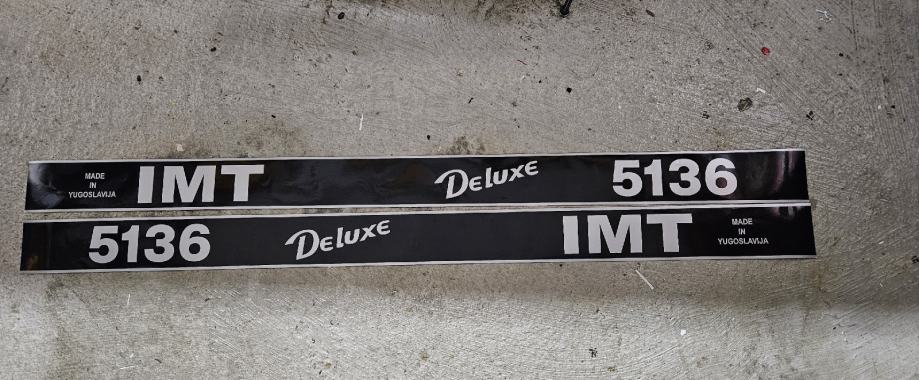 MADE
IN
YUGOSLAVIJA
IMT
Deluxe
5136
5136
Deluxe
IMT
MADE
IN
YUGOSLAVIJA